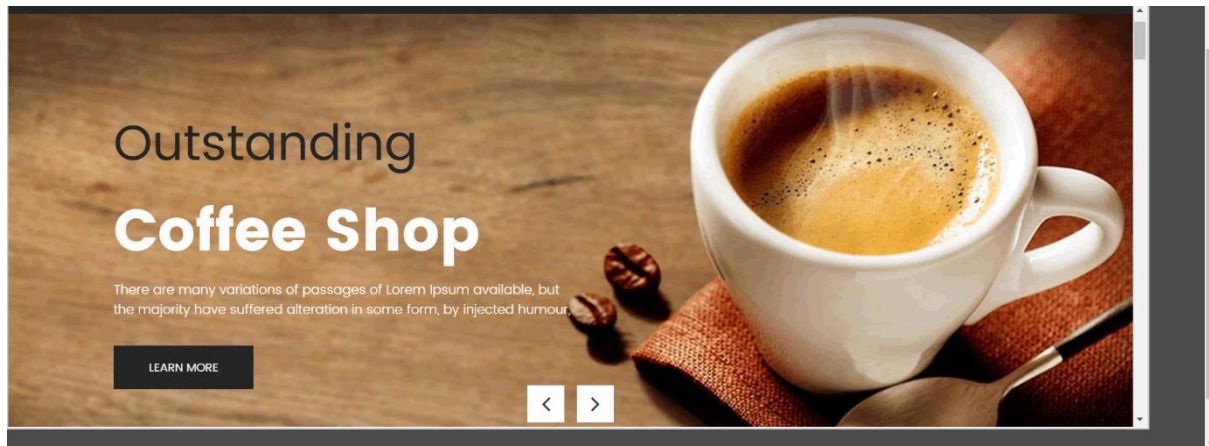 Outstanding
Coffee Shop
There are many variations of passages of Lorem Ipsum available, but
the majority have suffered alteration in some form, by injected humour,
LEARN MORE